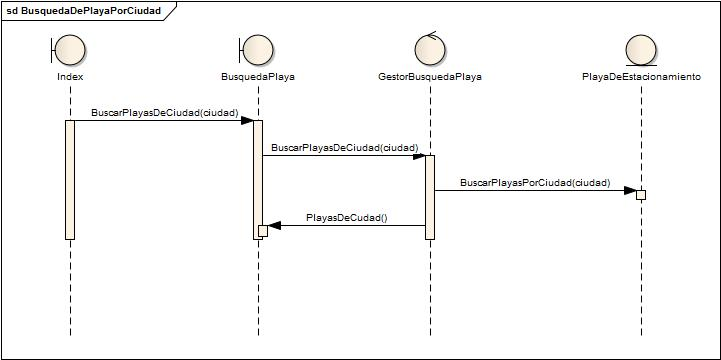 sd BusquedaDePlayaPorCiudad
Index
BusquedaPlaya
GestorBusquedaPlaya
PlayaDeEstacionamiento
BuscarPlayasDeCiudad(ciudad)
BuscarPlayasDeCiudad(ciudad)
BuscarPlayasPorCiudad(ciudad)
PlayasDeCudad()